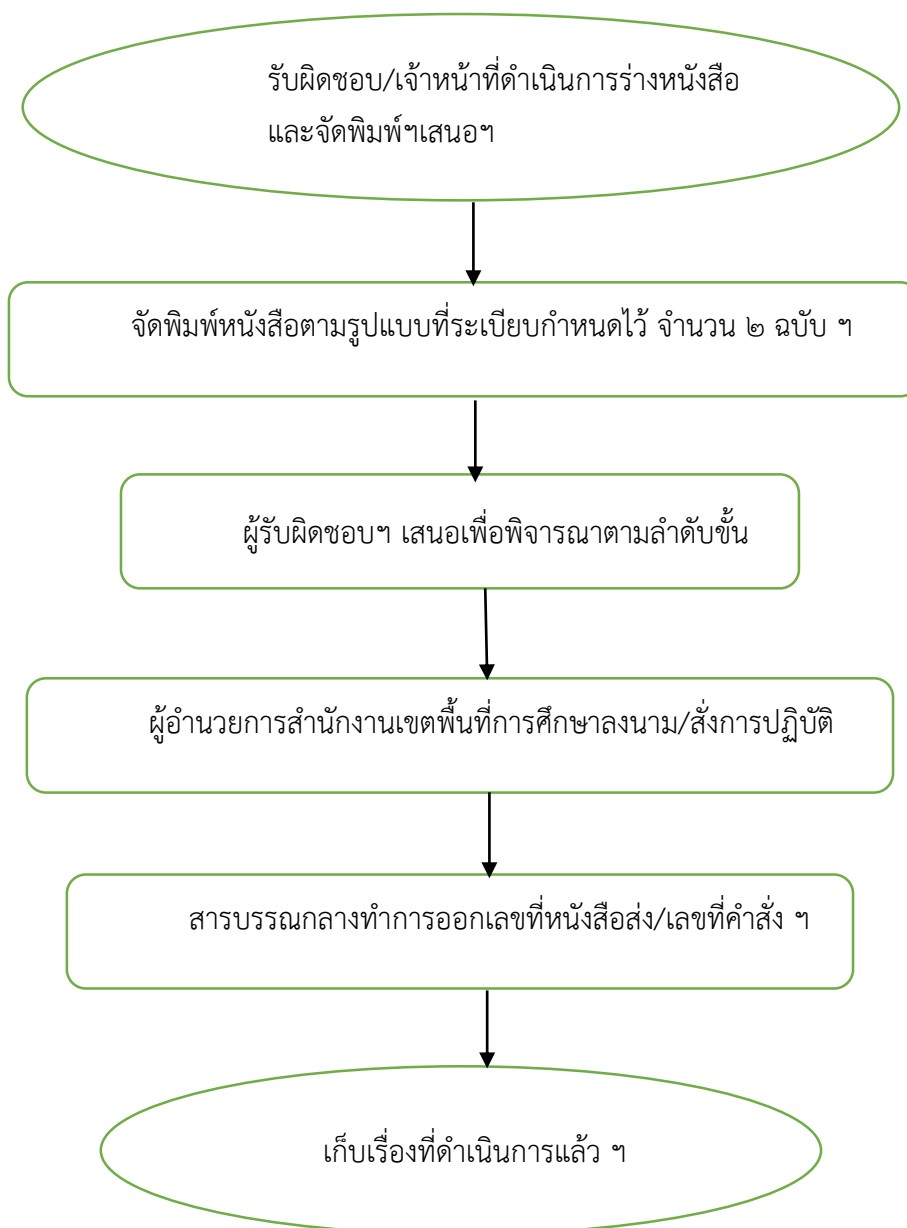 รับผิดชอบ/เจ้าหน้าที่ดำเนินการร่างหนังสือ
และจัดพิมพ์ฯเสนอฯ
จัดพิมพ์หนังสือตามรูปแบบที่ระเบียบกำหนดไว้ จำนวน ๒ ฉบับ ฯ
ผู้รับผิดชอบฯ เสนอเพื่อพิจารณาตามลำดับขั้น
ผู้อำนวยการสำนักงานเขตพื้นที่การศึกษาลงนาม/สั่งการปฏิบัติ
สารบรรณกลางทำการออกเลขที่หนังสือส่ง/เลขที่คำสั่ง ฯ
เก็บเรื่องที่ดำเนินการแล้ว ฯ